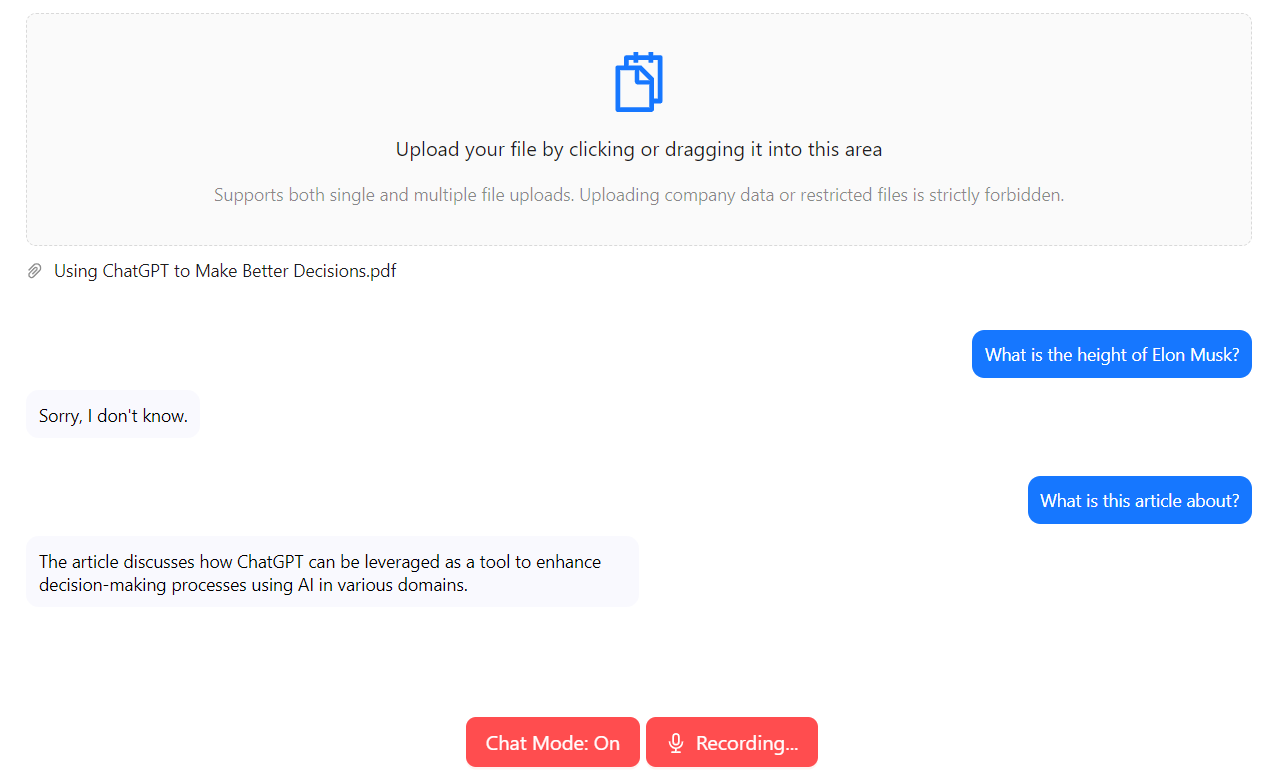 Upload your file by clicking or dragging it into this area
Supports both single and multiple file uploads. Uploading company data or restricted files is strictly forbidden.
Using ChatGPT to Make Better Decisions.pdf
What is the height of Elon Musk?
Sorry, I don't know.
What is this article about?
The article discusses how ChatGPT can be leveraged as a tool to enhance
decision-making processes using AI in various domains.
Chat Mode: On
Recording...